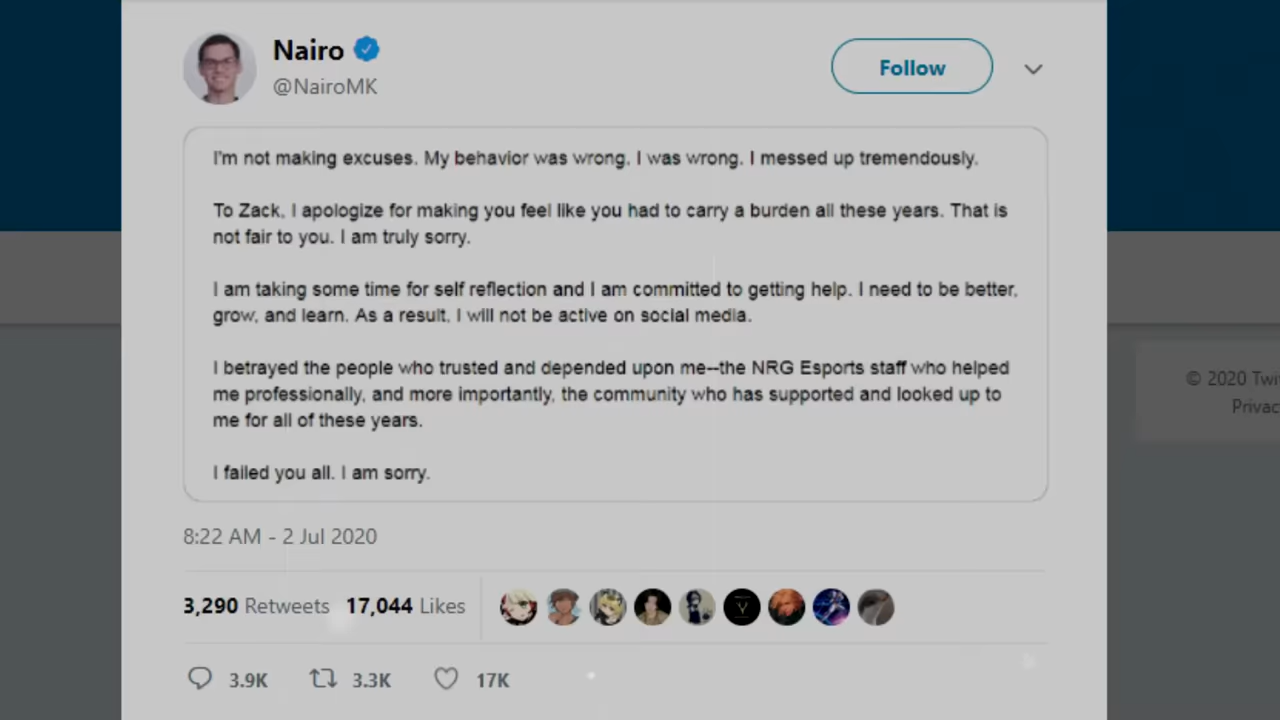 Nairo
@NairoMK
Follow
I'm not making excuses. My behavior was wrong. I was wrong. I messed up tremendously.
To Zack, I apologize for making you feel like you had to carry a burden all these years. That is
not fair to you. I am truly sorry.
I am taking some time for self reflection and I am committed to getting help. I need to be better,
grow, and learn. As a result, I will not be active on social media.
I betrayed the people who trusted and depended upon me--the NRG Esports staff who helped
me professionally, and more importantly, the community who has supported and looked up to
me for all of these years.
I failed you all. I am sorry.
8:22 AM - 2 Jul 2020
3,290 Retweets 17,044 Likes
3.9K 3.3K 17K
© 2020 Twi
Privac